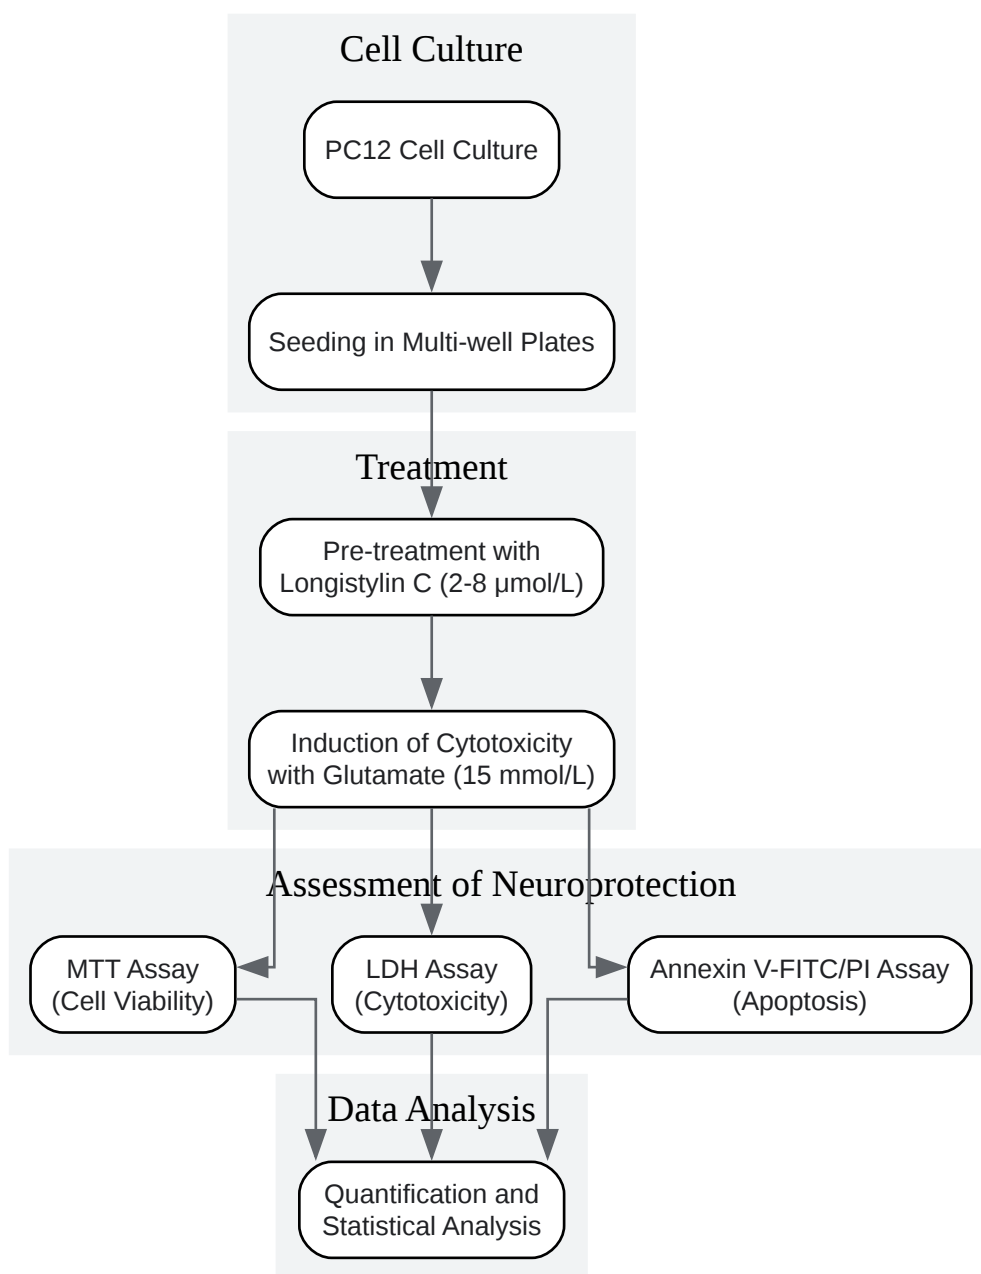 Cell Culture
PC12 Cell Culture
Seeding in Multi-well Plates
Treatment
Pre-treatment with
Longistylin C (2-8 μmol/L)
Induction of Cytotoxicity
with Glutamate (15 mmol/L)
Assessment of Neuroprotection
MTT Assay
(Cell Viability)
LDH Assay
(Cytotoxicity)
Annexin V-FITC/PI Assay
(Apoptosis)
Data Analysis
Quantification and
Statistical Analysis